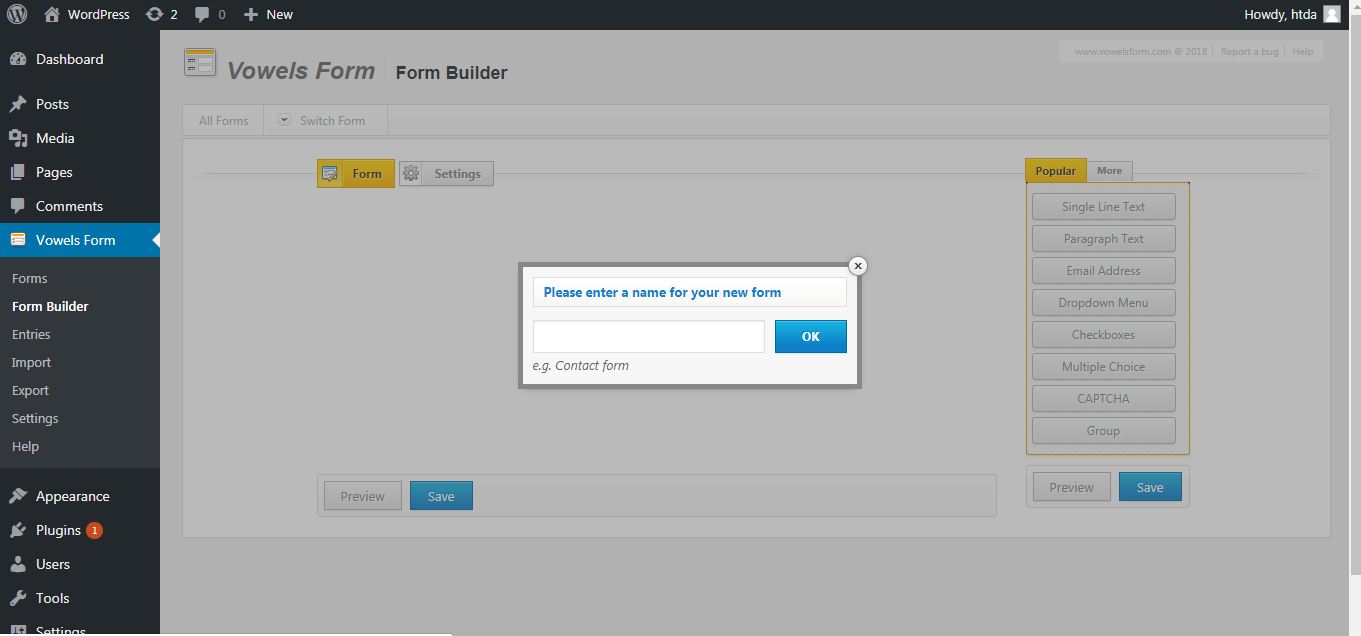 WordPress 2 0 New Howdy, htda
Dashboard
Posts
Media
Pages
Comments
Vowels Form
Forms
Form Builder
Entries
Import
Export
Settings
Help
Appearance
Plugins 1
Users
Tools
Settings
www.vowelsform.com © 2018 Report a bug Help
Vowels Form Form Builder
All Forms Switch Form
Form Settings
Popular More
Single Line Text
Paragraph Text
Email Address
Dropdown Menu
Checkboxes
Multiple Choice
CAPTCHA
Group
Please enter a name for your new form
OK
e.g. Contact form
Preview Save
Preview Save